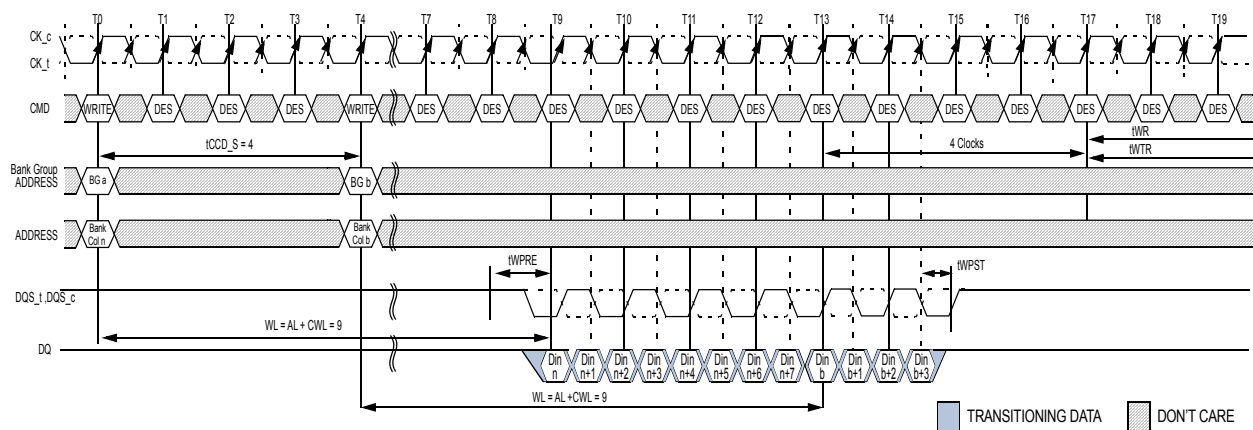 T0 T1 T2 T3 T4 T7 T8 T9 T10 T11 T12 T13 T14 T15 T16 T17 T18 T19
CK_c
CK_t
CMD WRITE DES DES DES WRITE DES DES DES DES DES DES DES DES DES DES DES DES DES
tCCD_S = 4 4 Clocks tWR
tWTR
Bank Group
ADDRESS BG a BG b
ADDRESS Bank Col n Bank Col b
tWPRE tWPST
DQS_t ,DQS_c
WL = AL + CWL = 9
DQ Din n Din n+1 Din n+2 Din n+3 Din n+4 Din n+5 Din n+6 Din n+7 Din b Din b+1 Din b+2 Din b+3
WL = AL +CWL = 9
TRANSITIONING DATA DON'T CARE